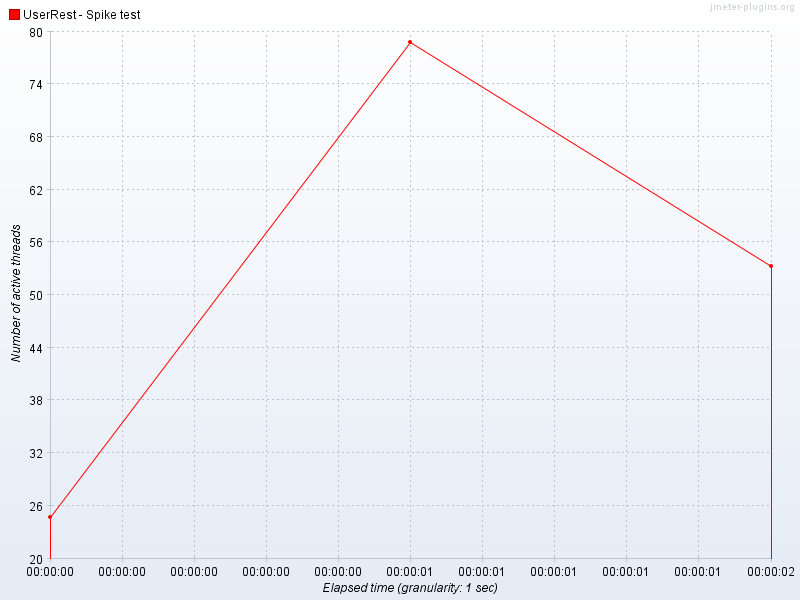 jmeter-plugins.org
UserRest - Spike test
80
74
68
62
56
50
44
38
32
26
20
Number of active threads
00:00:00 00:00:00 00:00:00 00:00:00 00:00:00 00:00:01 00:00:01 00:00:01 00:00:01 00:00:01 00:00:02
Elapsed time (granularity: 1 sec)